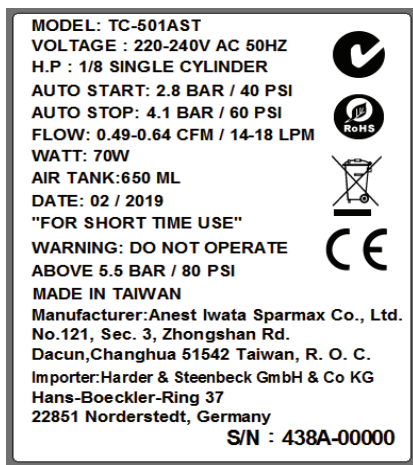 MODEL: TC-501AST
VOLTAGE : 220-240V AC 50HZ
H.P : 1/8 SINGLE CYLINDER
AUTO START: 2.8 BAR / 40 PSI
AUTO STOP: 4.1 BAR / 60 PSI
FLOW: 0.49-0.64 CFM / 14-18 LPM
RoHS
WATT: 70W
AIR TANK:650 ML
DATE: 02 / 2019
"FOR SHORT TIME USE"
WARNING: DO NOT OPERATE
ABOVE 5.5 BAR / 80 PSI
CE
MADE IN TAIWAN
Manufacturer:Anest Iwata Sparmax Co., Ltd.
No.121, Sec. 3, Zhongshan Rd.
Dacun,Changhua 51542 Taiwan, R. O. C.
Importer:Harder & Steenbeck GmbH & Co KG
Hans-Boeckler-Ring 37
22851 Norderstedt, Germany
S/N : 438A-00000